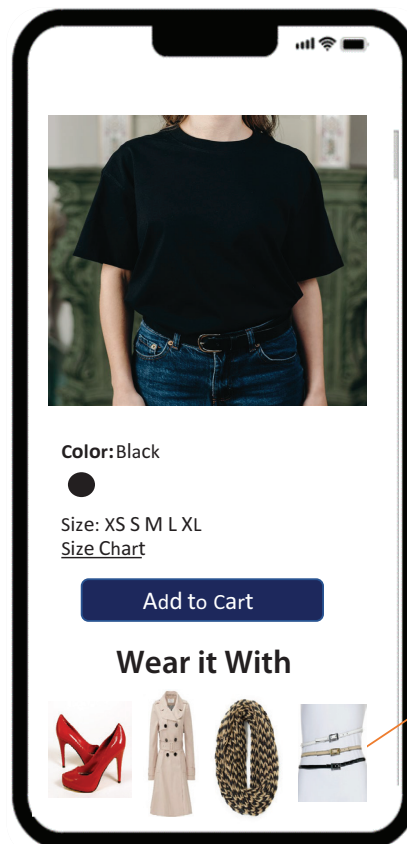 Color: Black
Size: XS S M L XL
Size Chart
Add to Cart
Wear it With